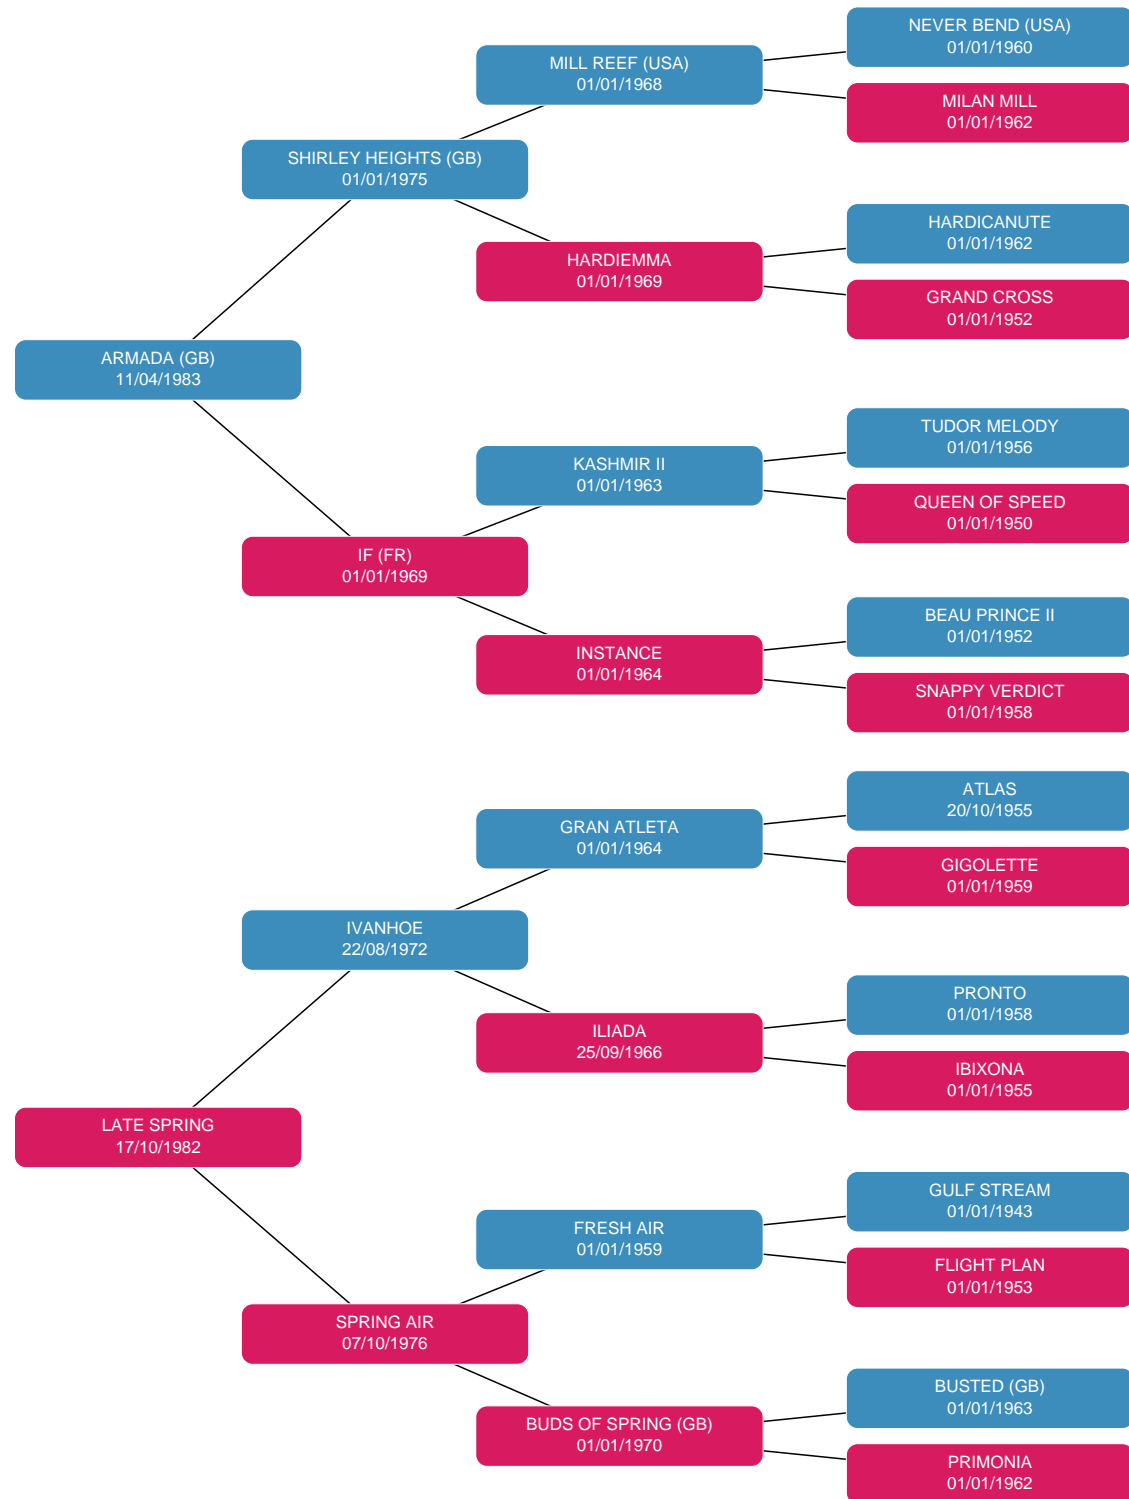 NEVER BEND (USA)
01/01/1960
MILL REEF (USA)
01/01/1968
MILAN MILL
01/01/1962
SHIRLEY HEIGHTS (GB)
01/01/1975
HARDICANUTE
01/01/1962
HARDIEMMA
01/01/1969
GRAND CROSS
01/01/1952
ARMADA (GB)
11/04/1983
TUDOR MELODY
01/01/1956
KASHMIR II
01/01/1963
QUEEN OF SPEED
01/01/1950
IF (FR)
01/01/1969
BEAU PRINCE II
01/01/1952
INSTANCE
01/01/1964
SNAPPY VERDICT
01/01/1958
ATLAS
20/10/1955
GRAN ATLETA
01/01/1964
GIGOLETTE
01/01/1959
IVANHOE
22/08/1972
PRONTO
01/01/1958
ILIADA
25/09/1966
IBIXONA
01/01/1955
LATE SPRING
17/10/1982
GULF STREAM
01/01/1943
FRESH AIR
01/01/1959
FLIGHT PLAN
01/01/1953
SPRING AIR
07/10/1976
BUSTED (GB)
01/01/1963
BUDS OF SPRING (GB)
01/01/1970
PRIMONIA
01/01/1962